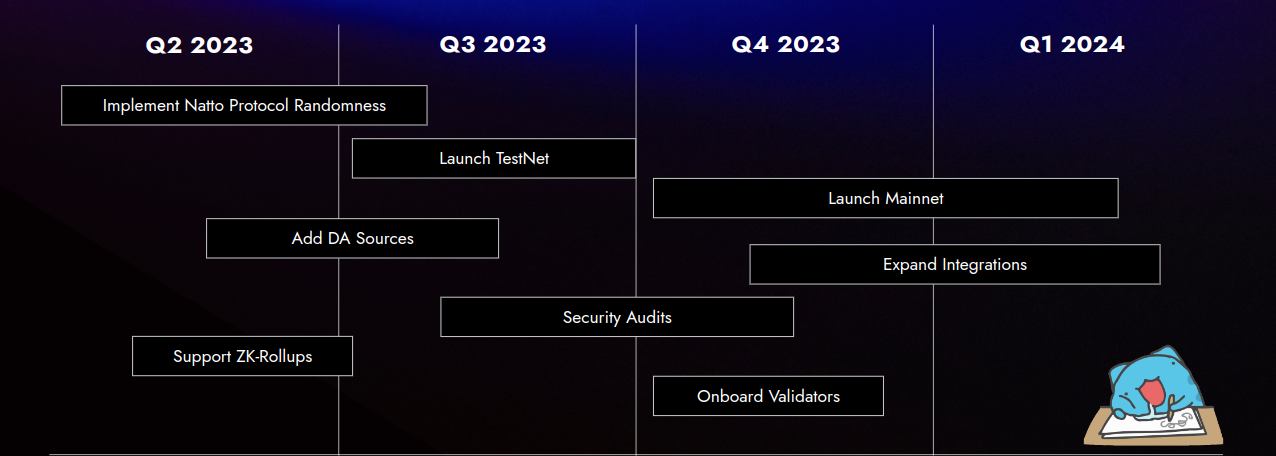 Q2 2023
Q3 2023
Q4 2023
Q1 2024
Implement Natto Protocol Randomness
Launch TestNet
Launch Mainnet
Add DA Sources
Expand Integrations
Security Audits
Support ZK-Rollups
Onboard Validators